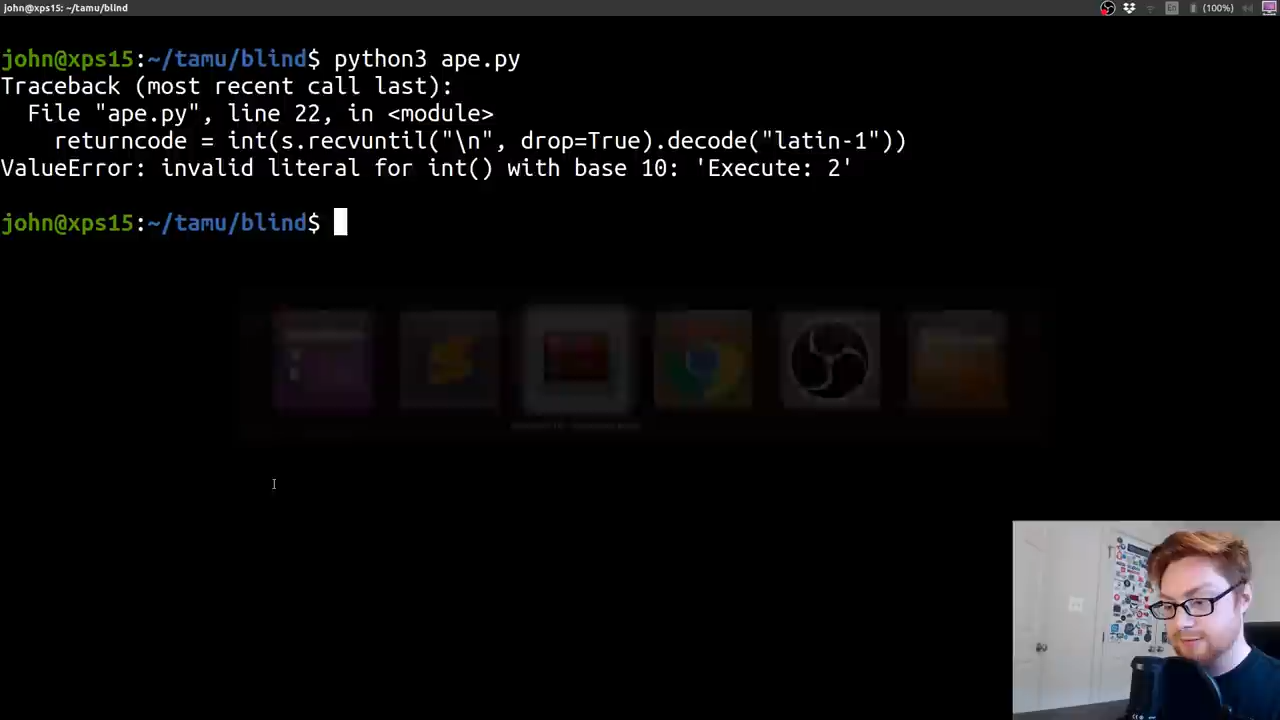 john@xps15: ~/tamu/blind
En
(100%)
john@xps15:~/tamu/blind$ python3 ape.py
Traceback (most recent call last):
  File "ape.py", line 22, in <module>
    returncode = int(s.recvuntil("\n", drop=True).decode("latin-1"))
ValueError: invalid literal for int() with base 10: 'Execute: 2'
john@xps15:~/tamu/blind$